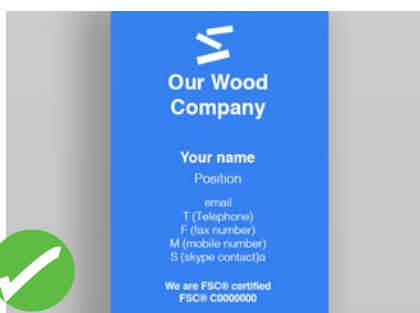 Our Wood
Company
Your name
Position
email
T (Telephone)
F (fax number)
M (mobile number)
S (skype contact)a
We are FSC® certified
FSC® C0000000